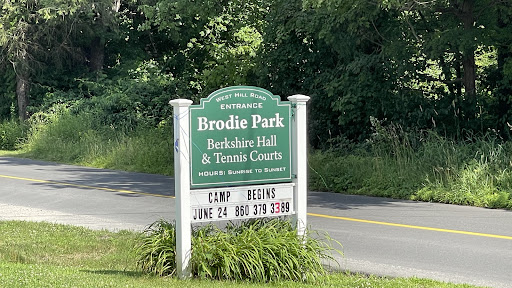 WEST HILL ROAD
ENTRANCE
Brodie Park
Berkshire Hall
& Tennis Courts
HOURS: SUNRISE TO SUNSET
CAMP BEGINS
JUNE 24 860 379 3389